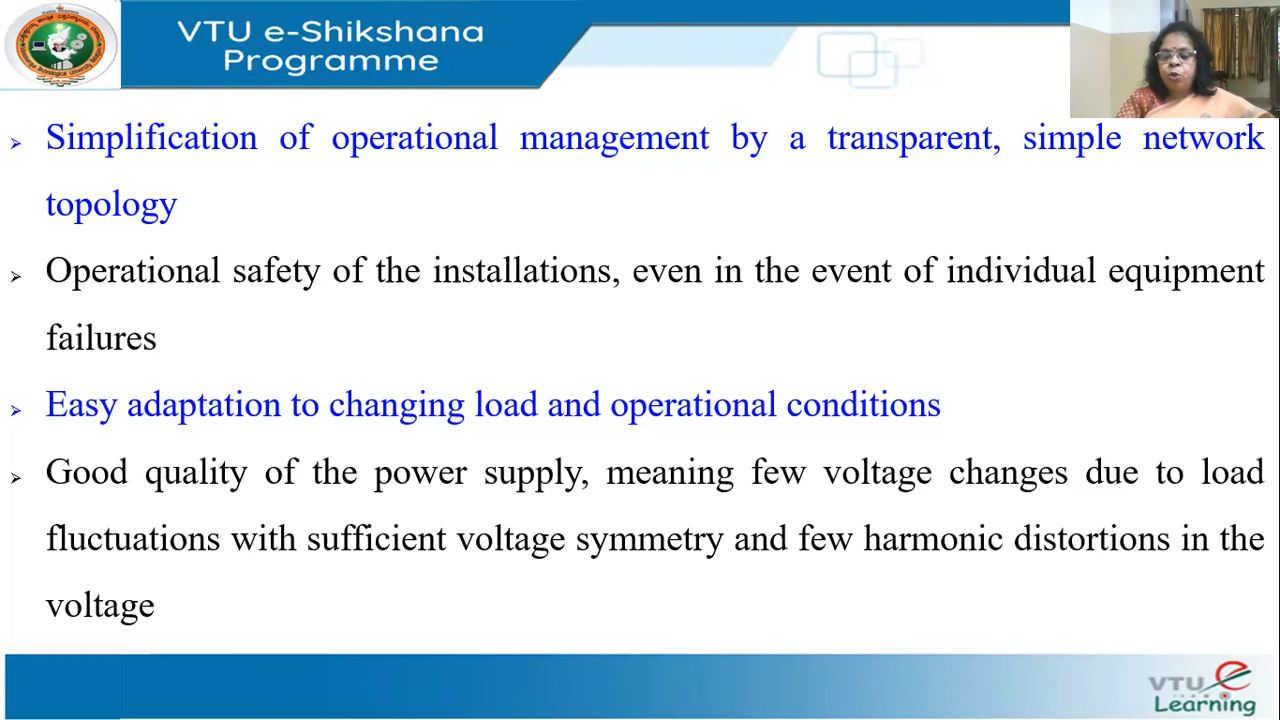 VTU e-Shikshana
Programme
Simplification of operational management by a transparent, simple network
topology
Operational safety of the installations, even in the event of individual equipment
failures
Easy adaptation to changing load and operational conditions
Good quality of the power supply, meaning few voltage changes due to load
fluctuations with sufficient voltage symmetry and few harmonic distortions in the
voltage
VTU e
Learning